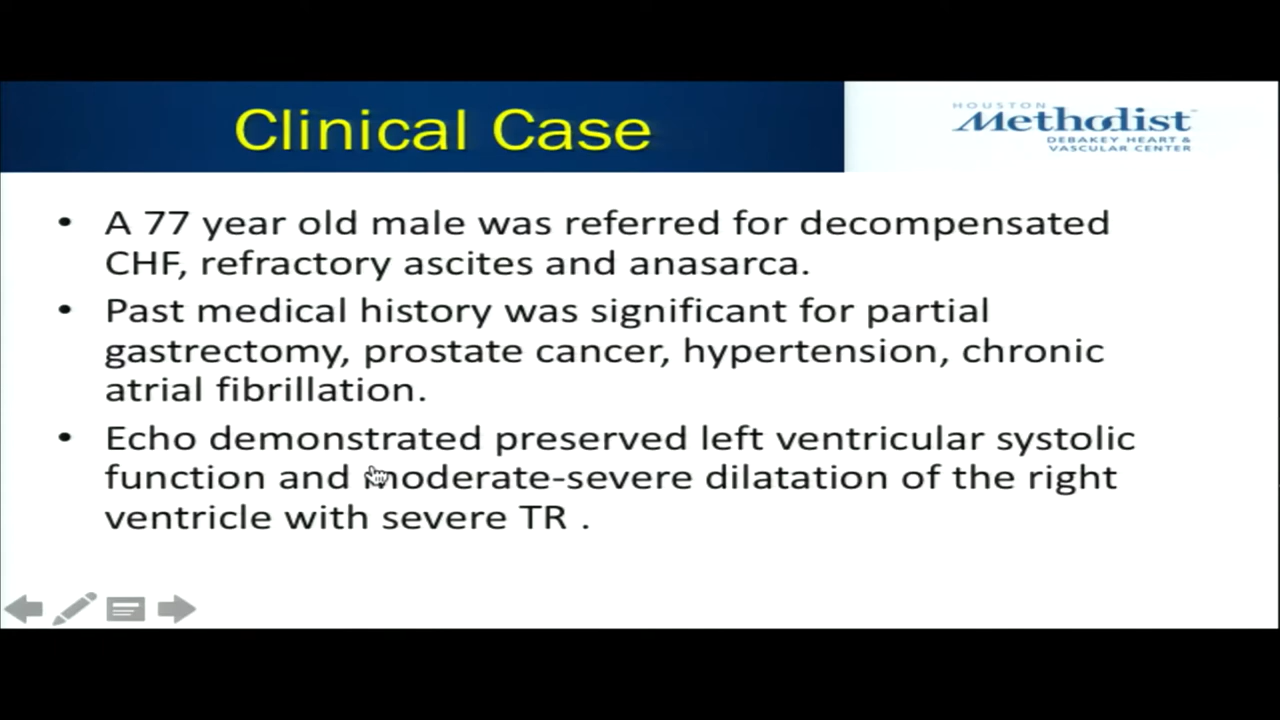 Clinical Case
HOUSTON
Methodist
DEBAKEY HEART &
VASCULAR CENTER
• A 77 year old male was referred for decompensated
CHF, refractory ascites and anasarca.
• Past medical history was significant for partial
gastrectomy, prostate cancer, hypertension, chronic
atrial fibrillation.
• Echo demonstrated preserved left ventricular systolic
function and moderate-severe dilatation of the right
ventricle with severe TR .